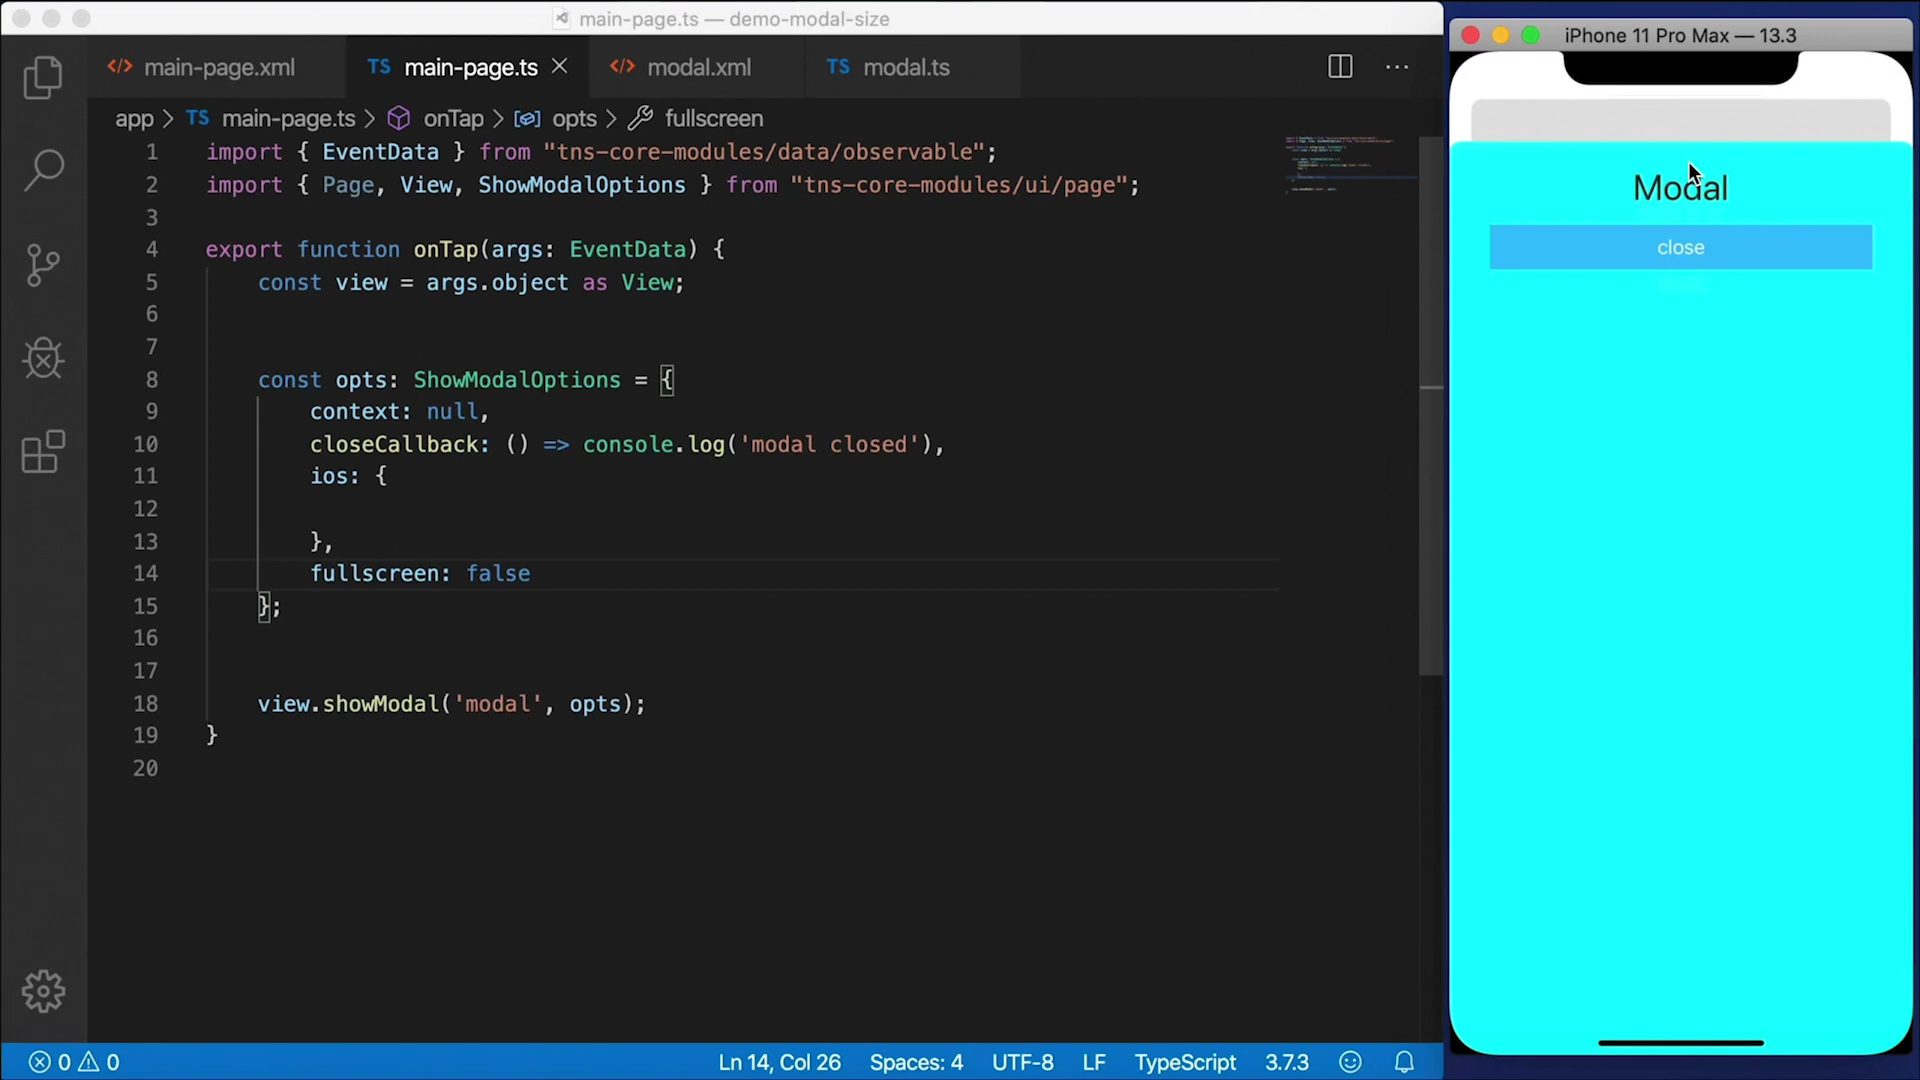 main-page.ts — demo-modal-size
main-page.xml
TS main-page.ts
modal.xml
TS modal.ts
app > TS main-page.ts > onTap > opts > fullscreen
1 import { EventData } from "tns-core-modules/data/observable";
2 import { Page, View, ShowModalOptions } from "tns-core-modules/ui/page";
3
4 export function onTap(args: EventData) {
5 const view = args.object as View;
6
7
8 const opts: ShowModalOptions = {
9 context: null,
10 closeCallback: () => console.log('modal closed'),
11 ios: {
12
13 },
14 fullscreen: false
15 };
16
17
18 view.showModal('modal', opts);
19 }
20
0 0
Ln 14, Col 26
Spaces: 4
UTF-8
LF
TypeScript
3.7.3
iPhone 11 Pro Max — 13.3
Modal
close